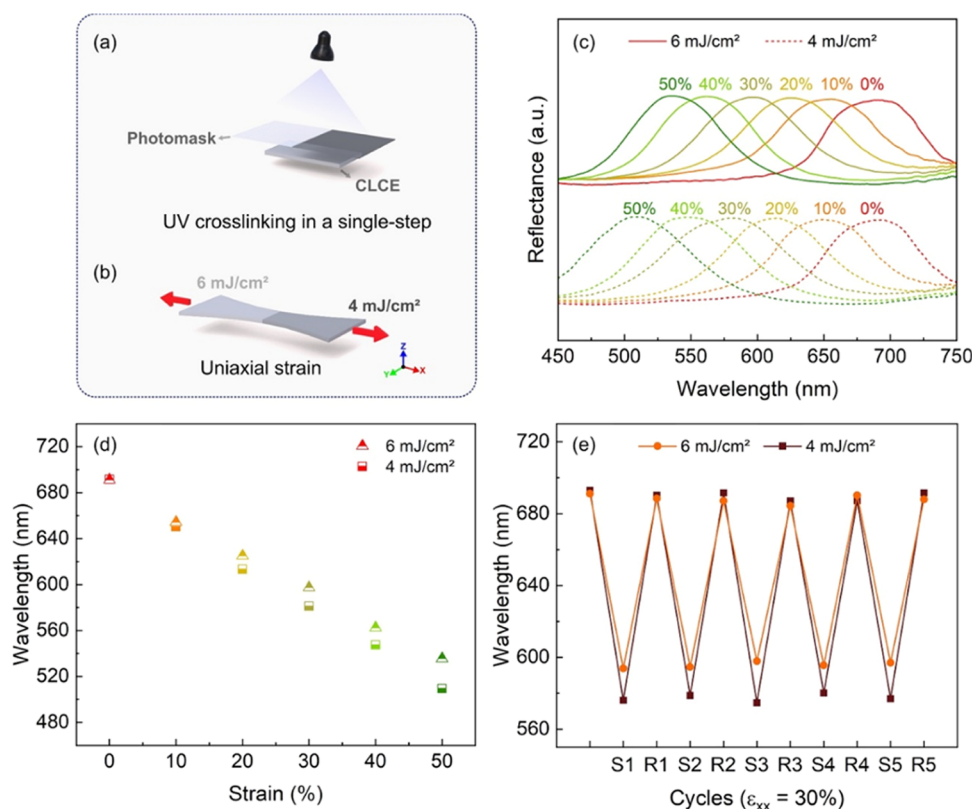 (a)
Photomask
CLCE
UV crosslinking in a single-step
(b)
6 mJ/cm²
4 mJ/cm²
Uniaxial strain
Z
Y
X
(c)
6 mJ/cm²
4 mJ/cm²
50% 40% 30% 20% 10% 0%
50% 40% 30% 20% 10% 0%
Reflectance (a.u.)
450 500 550 600 650 700 750
Wavelength (nm)
(d)
6 mJ/cm²
4 mJ/cm²
Wavelength (nm)
720
680
640
600
560
520
480
0 10 20 30 40 50
Strain (%)
(e)
6 mJ/cm²
4 mJ/cm²
Wavelength (nm)
720
680
640
600
560
S1 R1 S2 R2 S3 R3 S4 R4 S5 R5
Cycles (εxx = 30%)